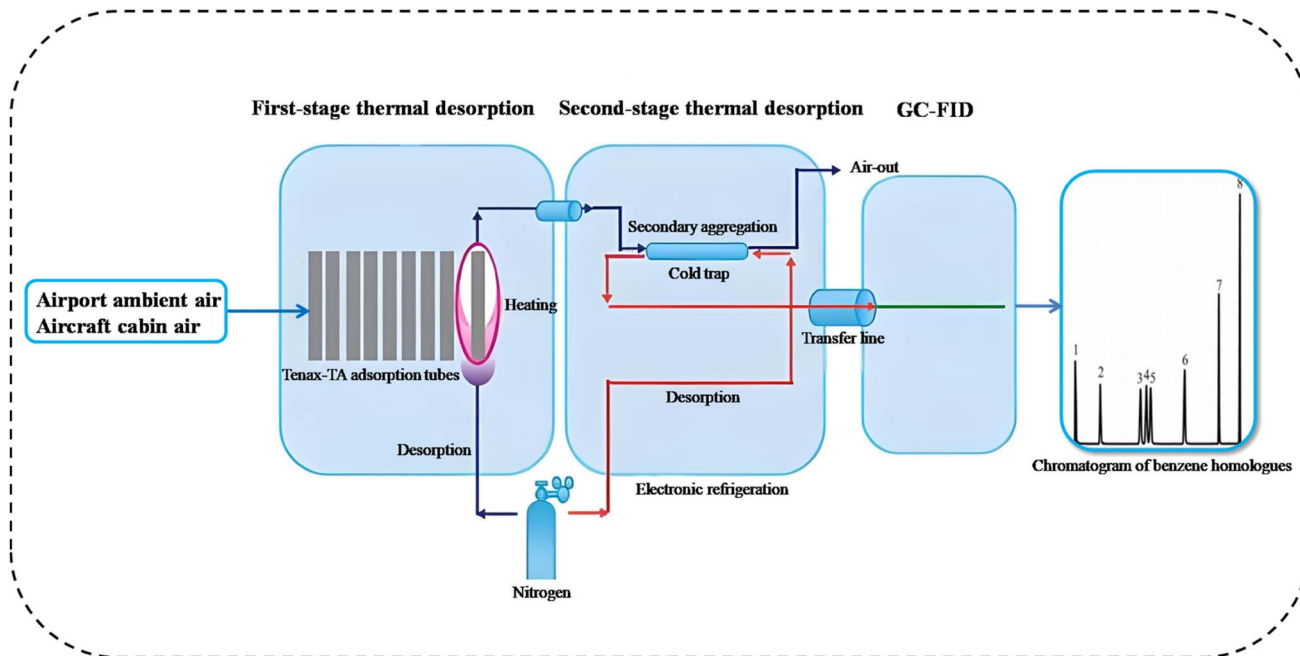 First-stage thermal desorption
Second-stage thermal desorption
GC-FID
Airport ambient air
Aircraft cabin air
Tenax-TA adsorption tubes
Heating
Desorption
Nitrogen
Air-out
Secondary aggregation
Cold trap
Desorption
Electronic refrigeration
Transfer line
1
2
3
4
5
6
7
8
Chromatogram of benzene homologues